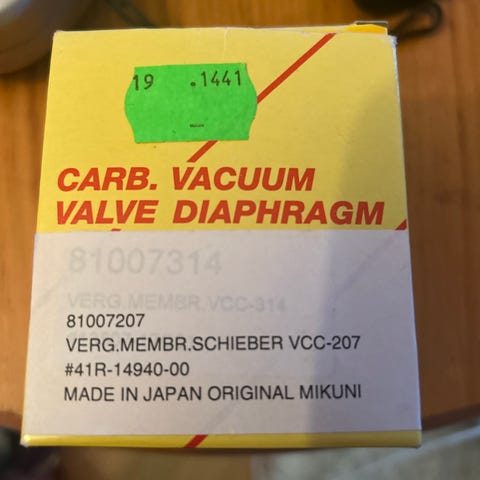 19 .1441
CARB. VACUUM
VALVE DIAPHRAGM
81007314
VERG.MEMBR.VCC-314
81007207
VERG.MEMBR.SCHIEBER VCC-207
#41R-14940-00
MADE IN JAPAN ORIGINAL MIKUNI